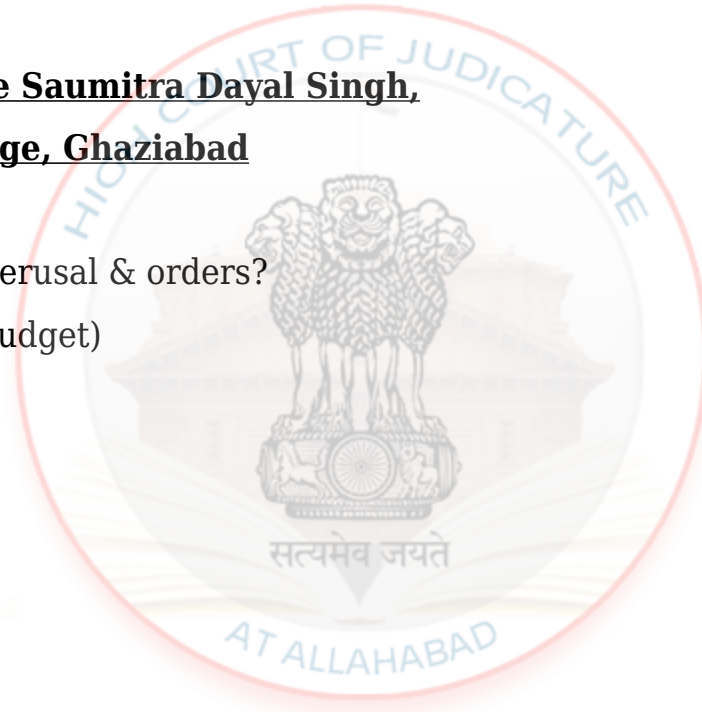 HIGH COURT OF JUDICATURE
e Saumitra Dayal Singh,
ge, Ghaziabad
erusal & orders?
udget)
सत्यमेव जयते
AT ALLAHABAD